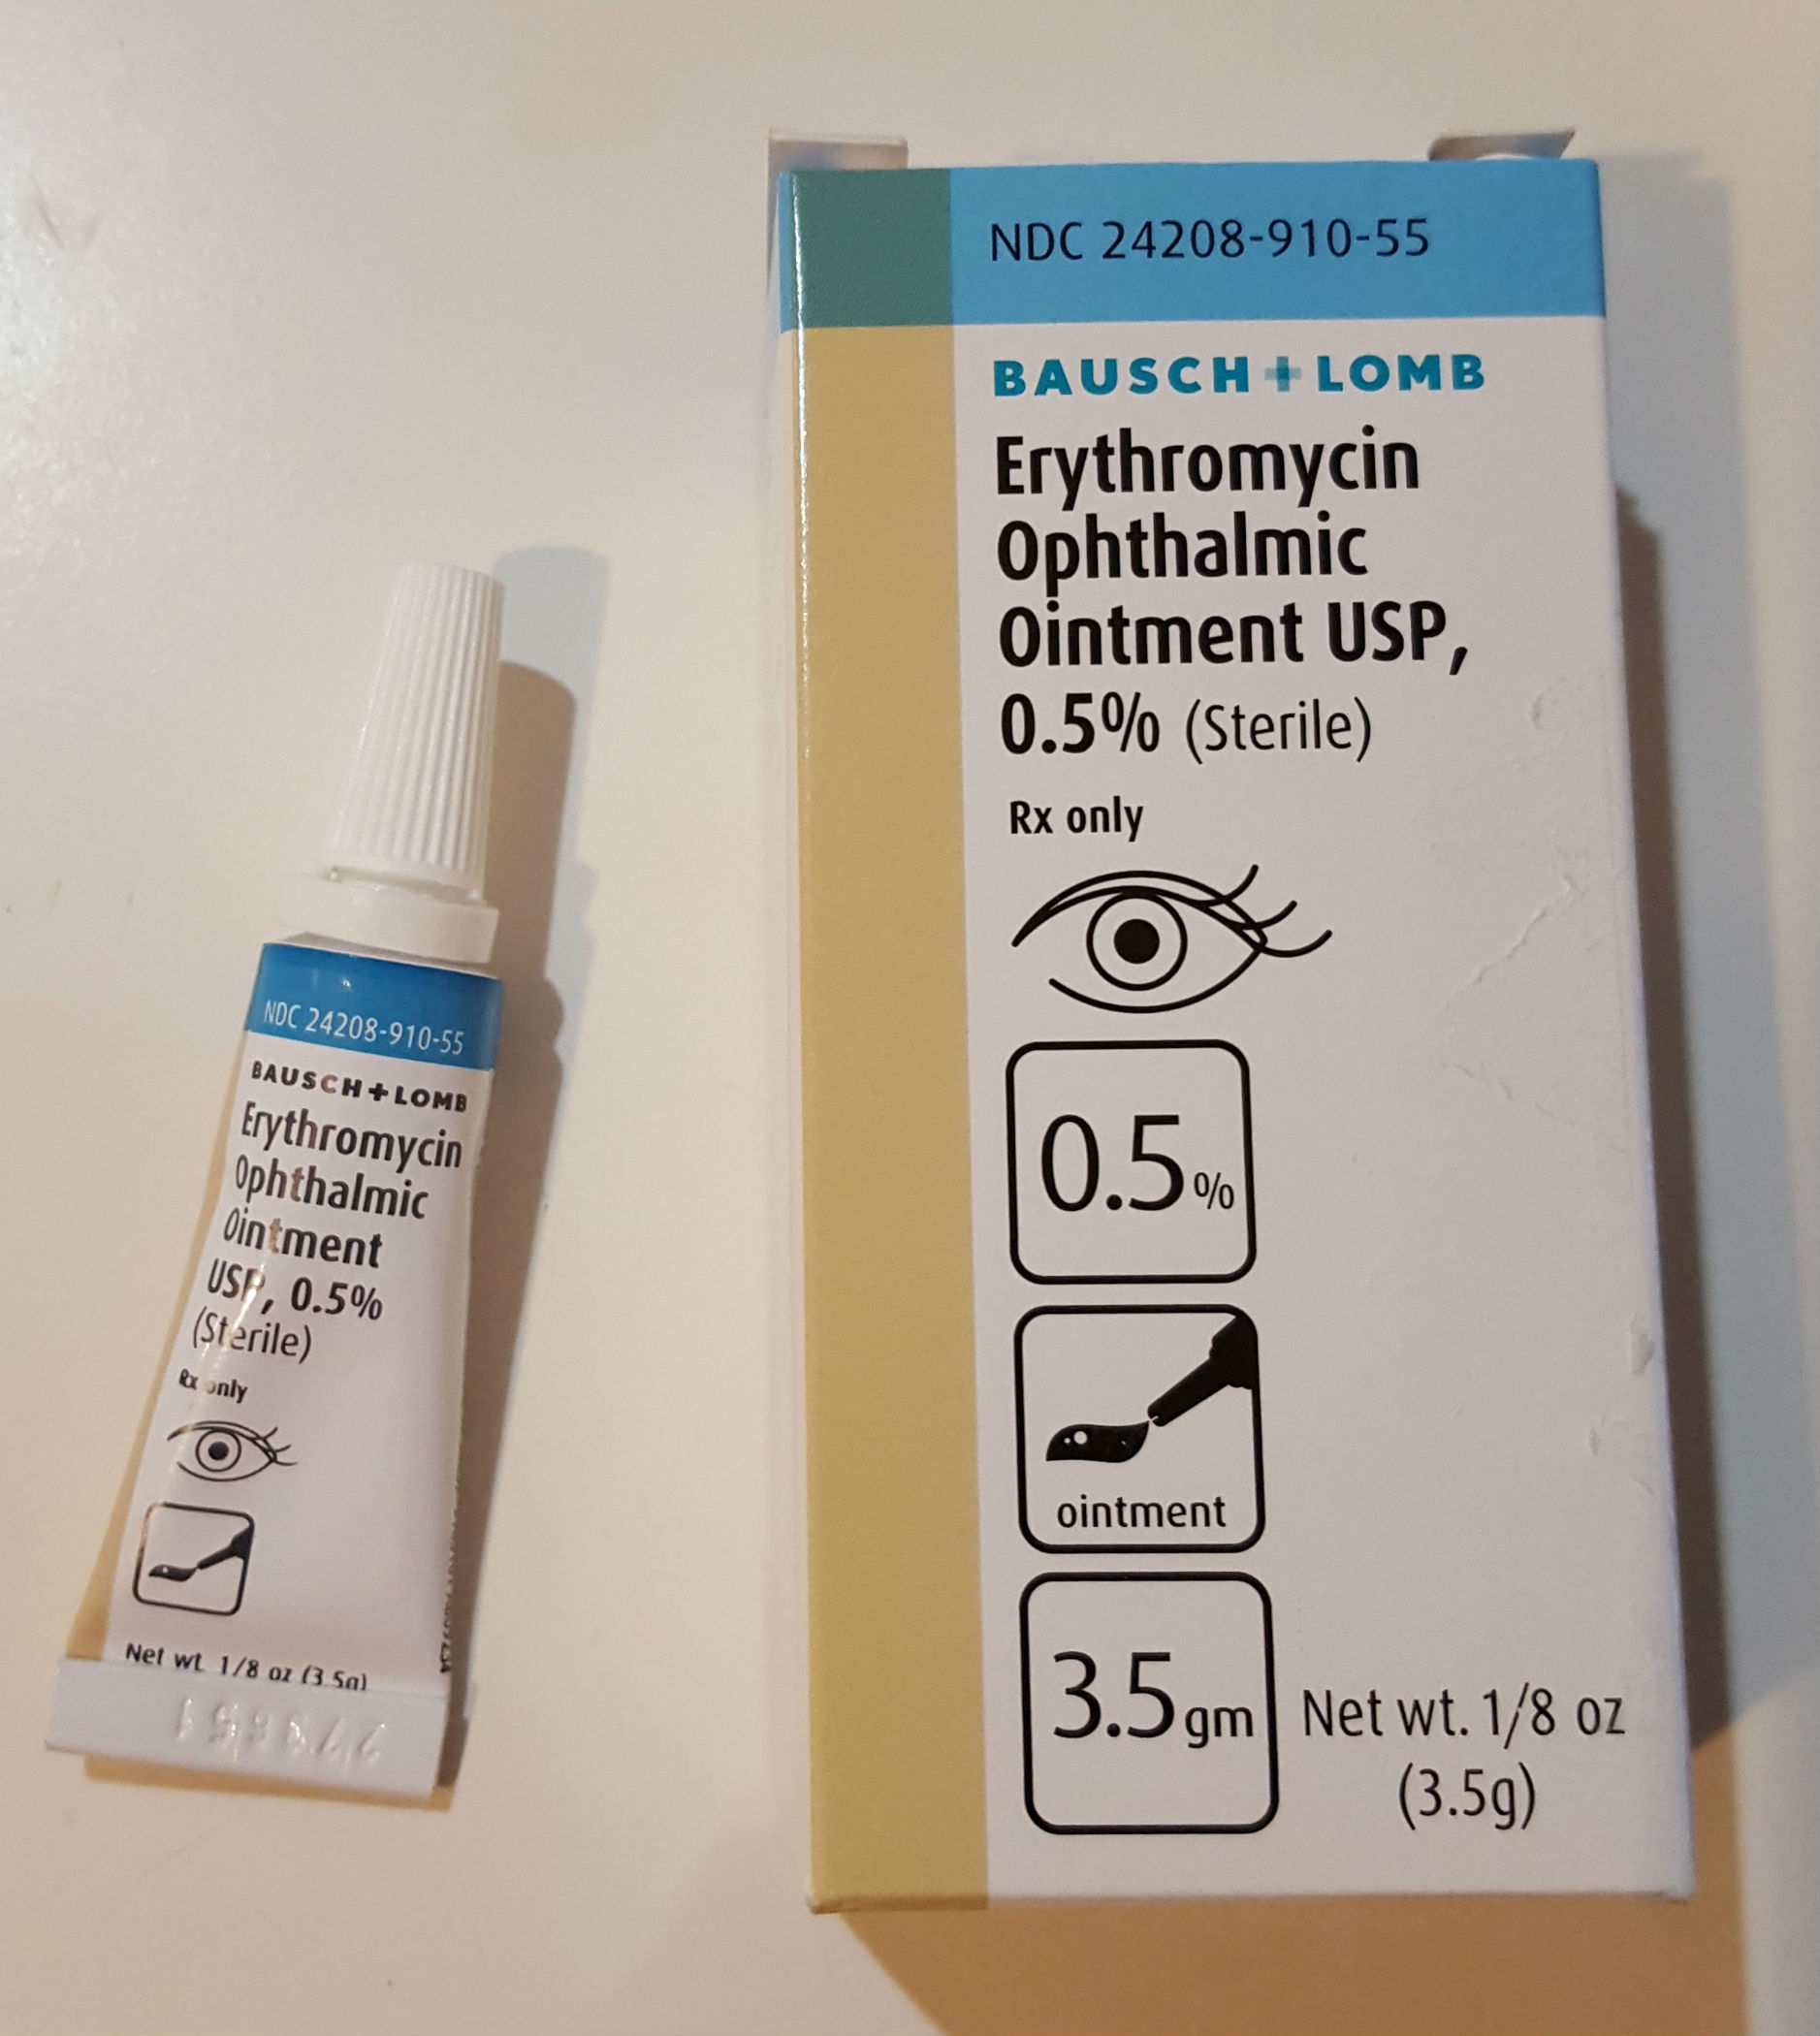 NDC 24208-910-55
BAUSCH + LOMB
Erythromycin
Ophthalmic
Ointment
USP, 0.5%
(Sterile)
Rx only
Net wt. 1/8 oz (3.5g)
NDC 24208-910-55
BAUSCH + LOMB
Erythromycin
Ophthalmic
Ointment USP,
0.5% (Sterile)
Rx only
0.5%
ointment
3.5gm
Net wt. 1/8 oz
(3.5g)